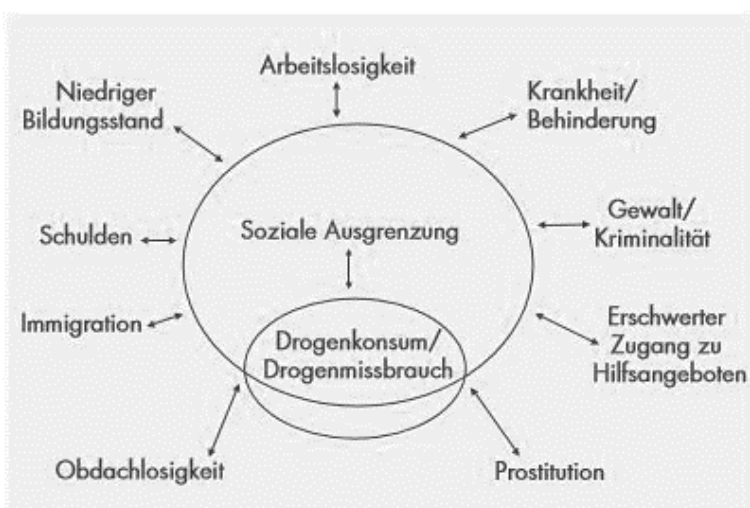 Arbeitslosigkeit
Niedriger
Bildungsstand
Krankheit/
Behinderung
Schulden
Soziale Ausgrenzung
Gewalt/
Kriminalität
Immigration
Drogenkonsum/
Drogenmissbrauch
Erschwerter
Zugang zu
Hilfsangeboten
Obdachlosigkeit
Prostitution